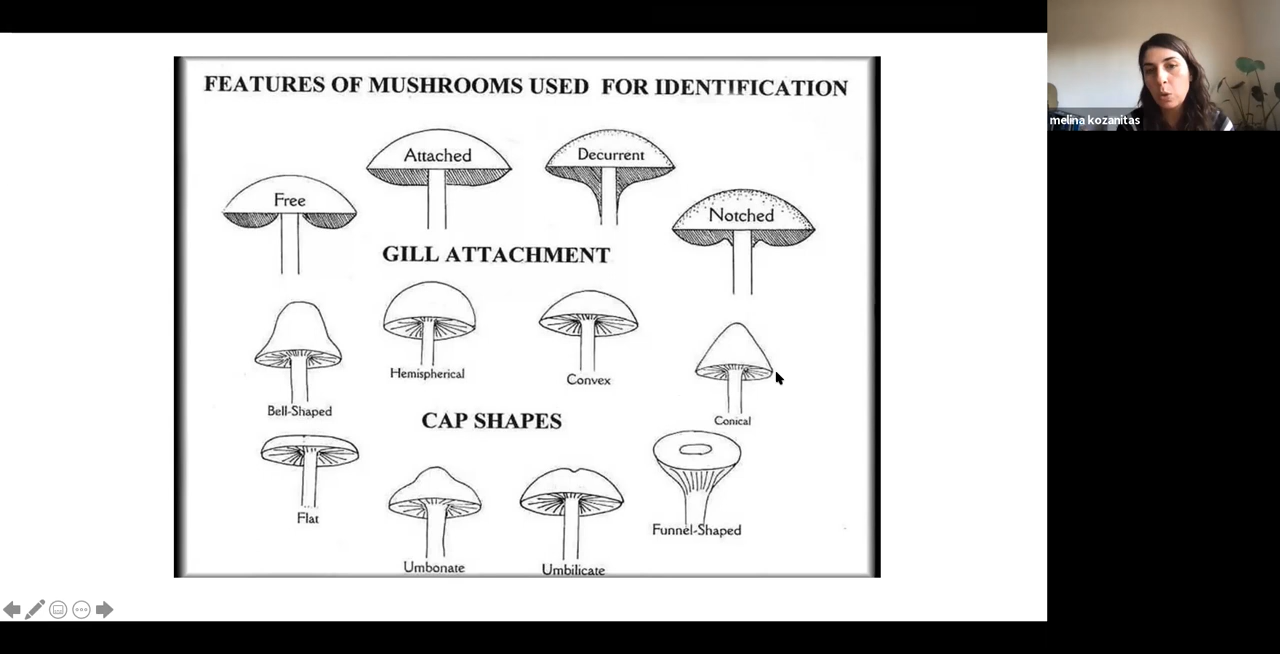 melina kozanitas
FEATURES OF MUSHROOMS USED FOR IDENTIFICATION
Attached
Decurrent
Free
Notched
GILL ATTACHMENT
Hemispherical
Convex
Bell-Shaped
Conical
CAP SHAPES
Flat
Funnel-Shaped
Umbonate
Umbilicate